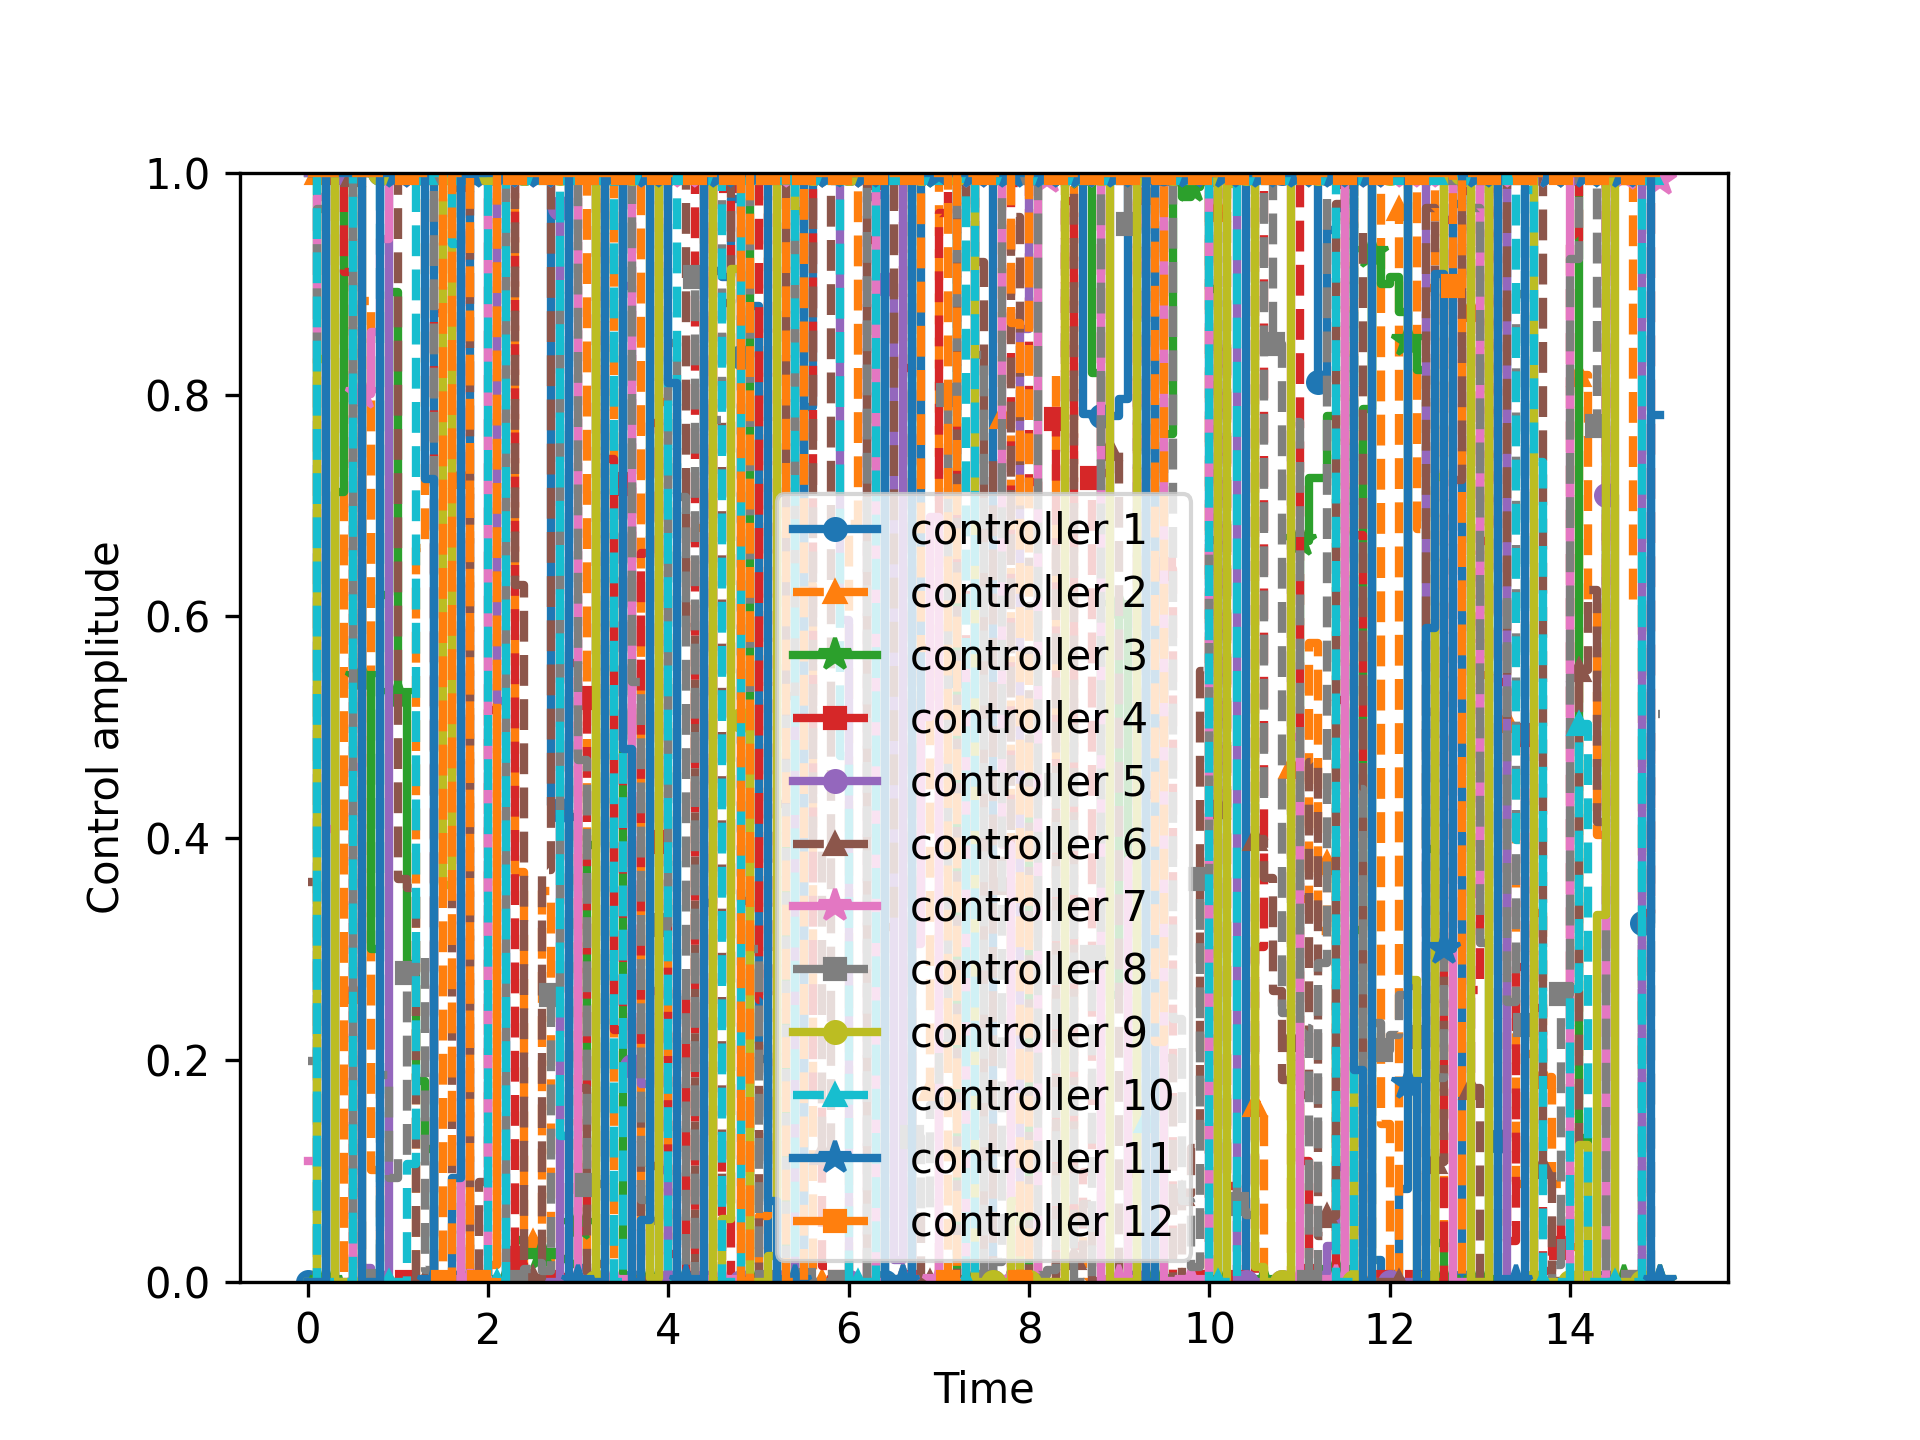 1.0
0.8
0.6
0.4
0.2
0.0
Control amplitude
controller 1
controller 2
controller 3
controller 4
controller 5
controller 6
controller 7
controller 8
controller 9
controller 10
controller 11
controller 12
0 2 4 6 8 10 12 14
Time